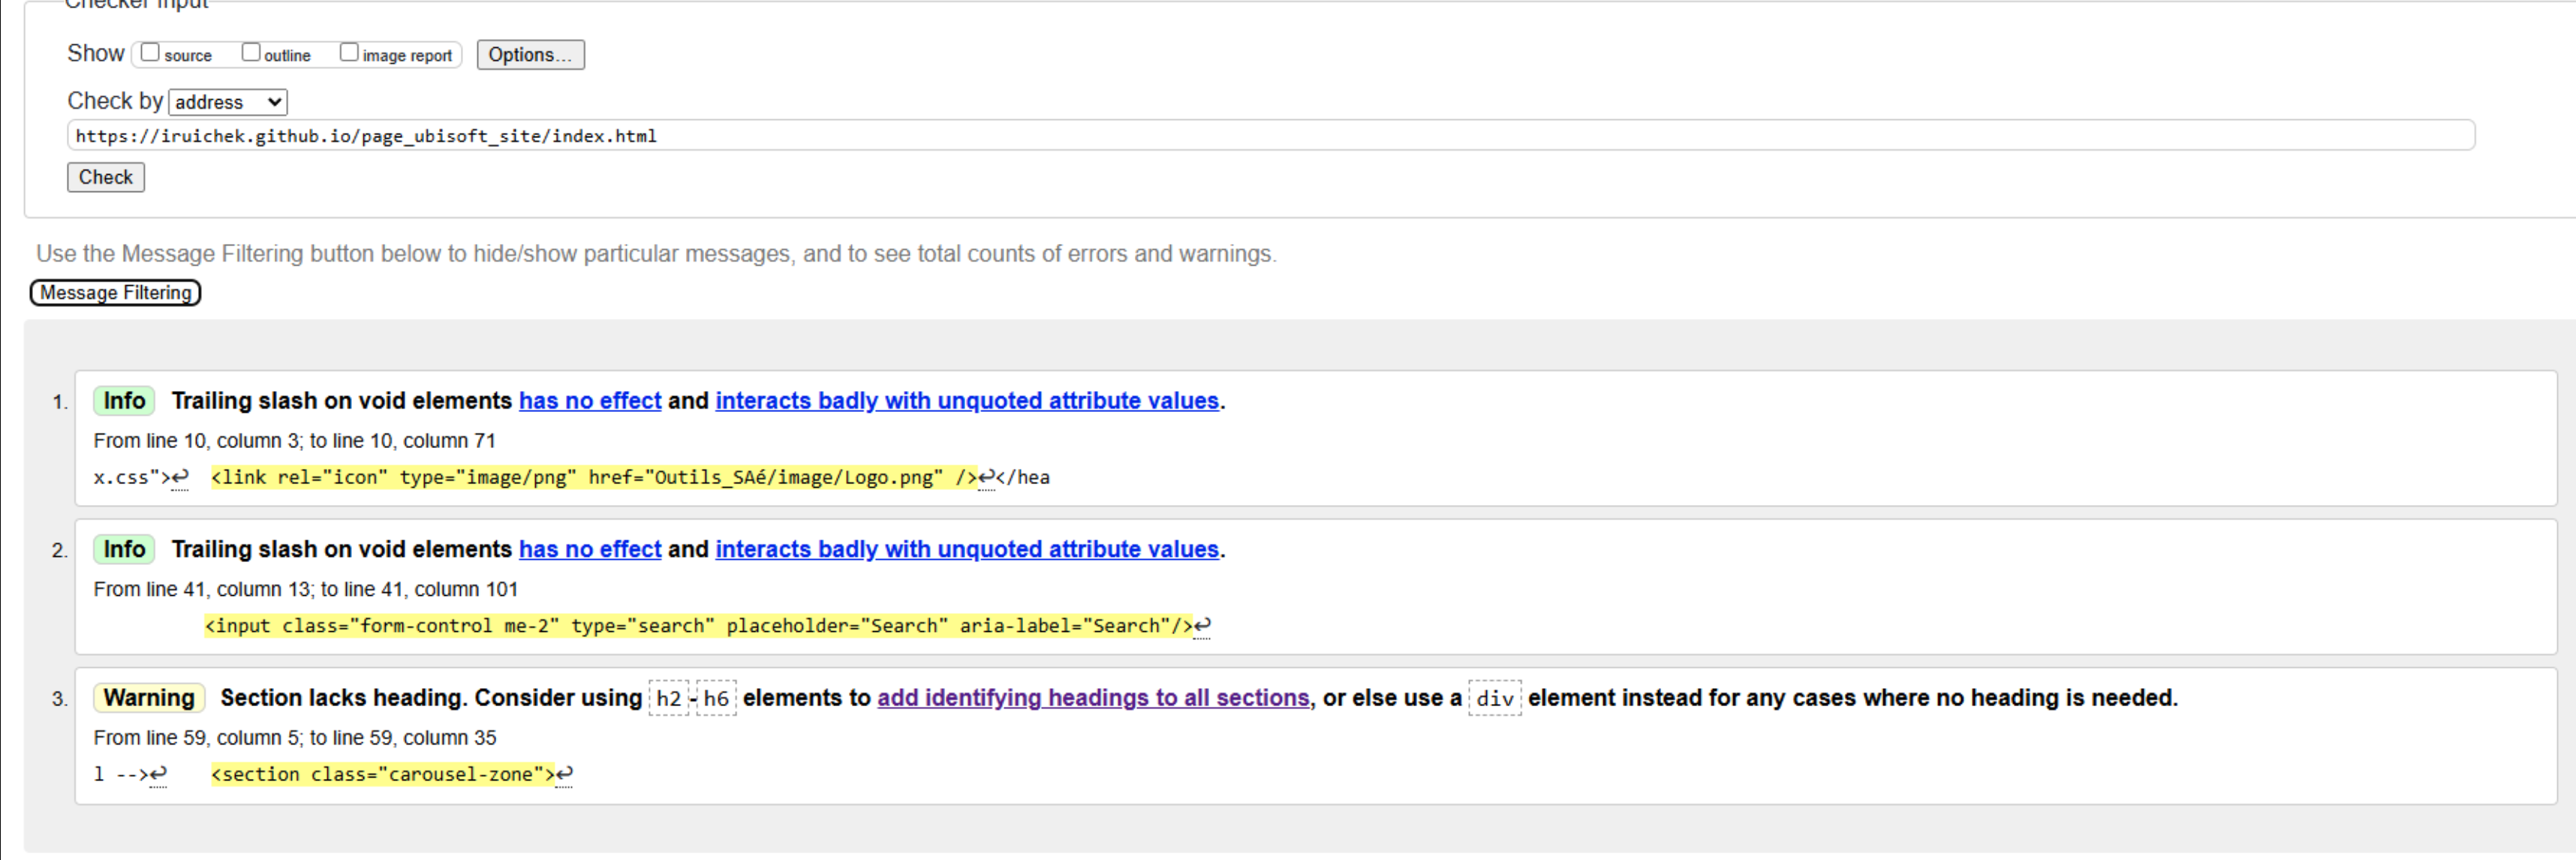 Checker Input
Show source outline image report Options...
Check by address
https://iruichek.github.io/page_ubisoft_site/index.html
Check
Use the Message Filtering button below to hide/show particular messages, and to see total counts of errors and warnings.
Message Filtering
1. Info Trailing slash on void elements has no effect and interacts badly with unquoted attribute values.
From line 10, column 3; to line 10, column 71
x.css">↩ <link rel="icon" type="image/png" href="Outils_SAé/image/Logo.png" />↩</hea
2. Info Trailing slash on void elements has no effect and interacts badly with unquoted attribute values.
From line 41, column 13; to line 41, column 101
<input class="form-control me-2" type="search" placeholder="Search" aria-label="Search"/>↩
3. Warning Section lacks heading. Consider using h2-h6 elements to add identifying headings to all sections, or else use a div element instead for any cases where no heading is needed.
From line 59, column 5; to line 59, column 35
l -->↩ <section class="carousel-zone">↩